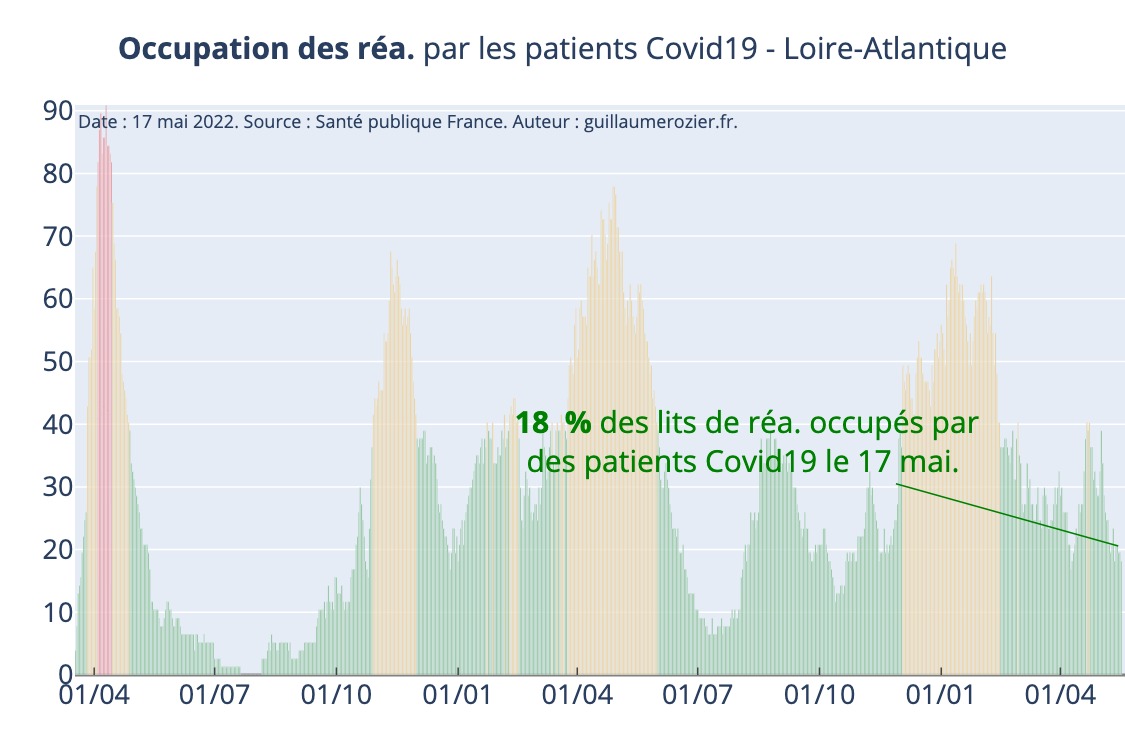 Occupation des réa. par les patients Covid19 - Loire-Atlantique
90
Date : 17 mai 2022. Source : Santé publique France. Auteur : guillaumerozier.fr.
80
70
60
50
40
18 % des lits de réa. occupés par
des patients Covid19 le 17 mai.
30
20
10
0
01/04 01/07 01/10 01/01 01/04 01/07 01/10 01/01 01/04